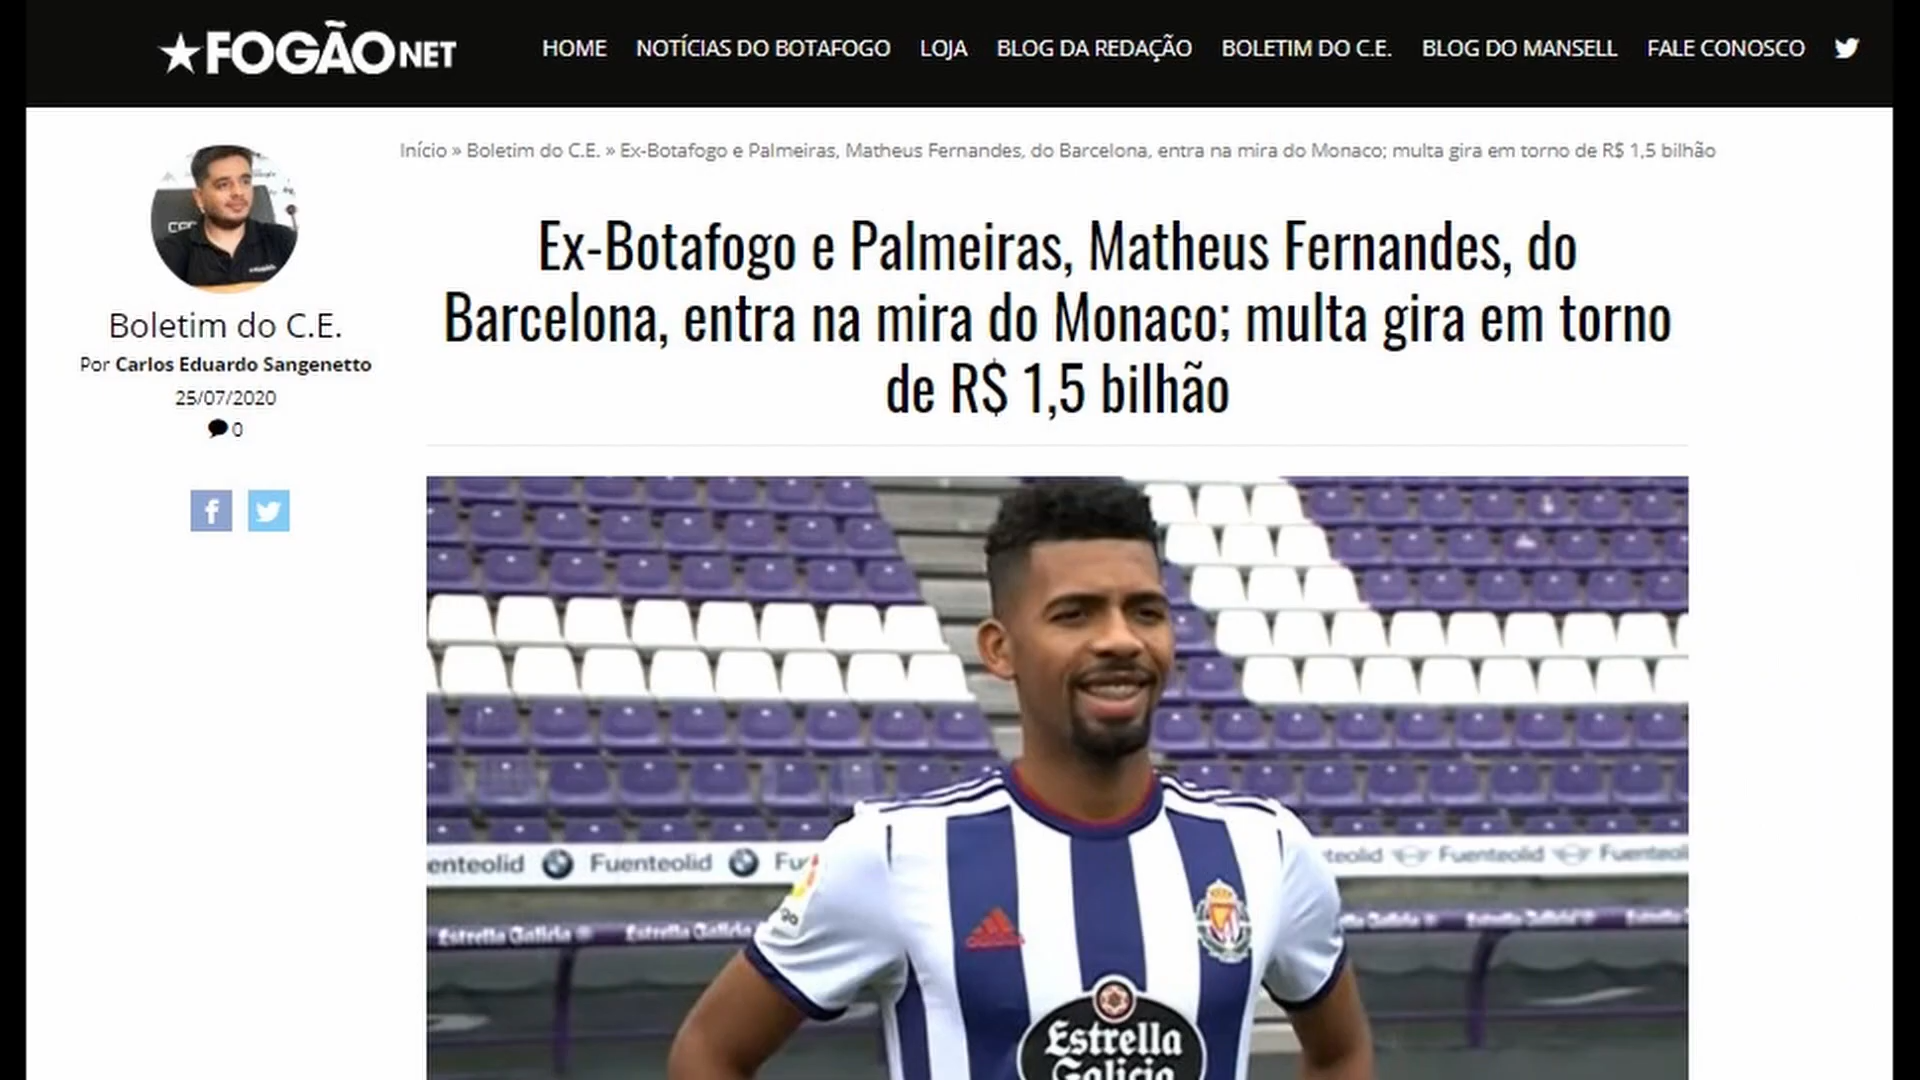 FOGÃO NET
HOME NOTÍCIAS DO BOTAFOGO LOJA BLOG DA REDAÇÃO BOLETIM DO C.E. BLOG DO MANSELL FALE CONOSCO
Início » Boletim do C.E. » Ex-Botafogo e Palmeiras, Matheus Fernandes, do Barcelona, entra na mira do Monaco; multa gira em torno de R$ 1,5 bilhão
Boletim do C.E.
Por Carlos Eduardo Sangenetto
25/07/2020
0
Ex-Botafogo e Palmeiras, Matheus Fernandes, do
Barcelona, entra na mira do Monaco; multa gira em torno
de R$ 1,5 bilhão
enteolid Fuenteolid Fu teolid Fuenteolid Fuenteol
Estrella Galicia Estrella Galicia Galicia Estrella Galicia
adidas
Estrella
Galicia